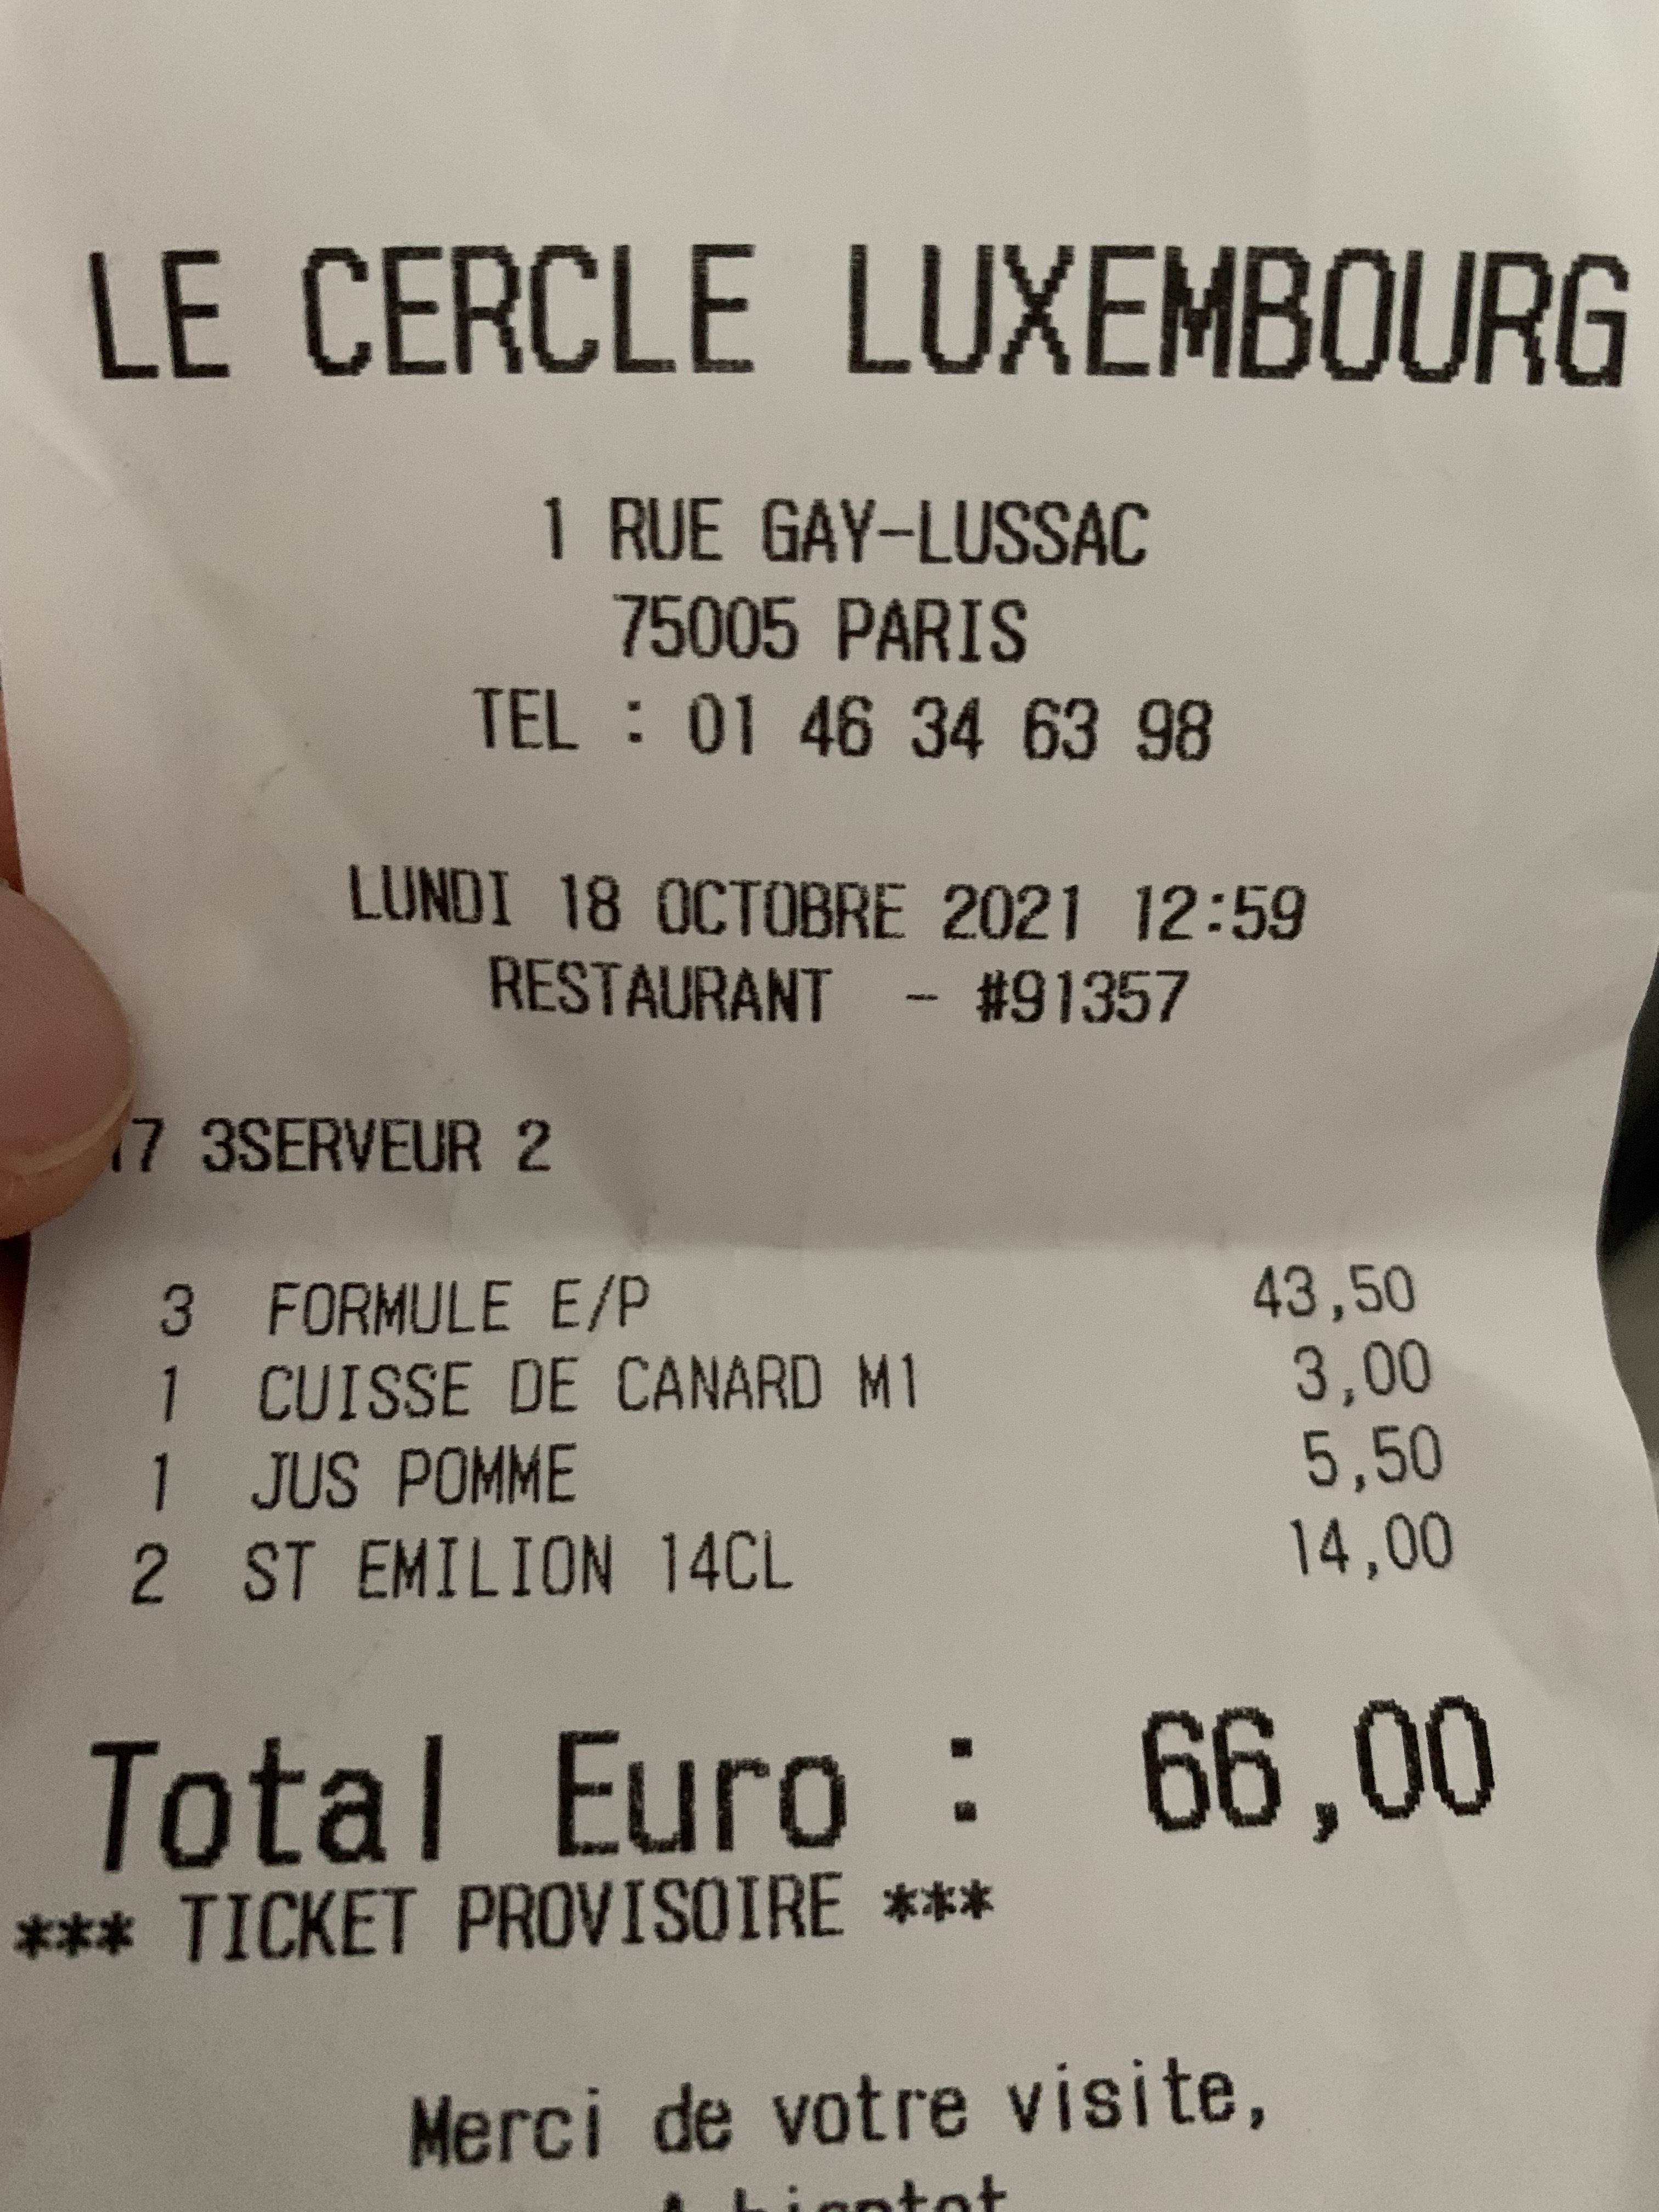 LE CERCLE LUXEMBOURG
1 RUE GAY-LUSSAC
75005 PARIS
TEL : 01 46 34 63 98
LUNDI 18 OCTOBRE 2021 12:59
RESTAURANT - #91357
3SERVEUR 2
3 FORMULE E/P 43,50
1 CUISSE DE CANARD M1 3,00
1 JUS POMME 5,50
2 ST EMILION 14CL 14,00
Total Euro : 66,00
*** TICKET PROVISOIRE ***
Merci de votre visite,
A bientot